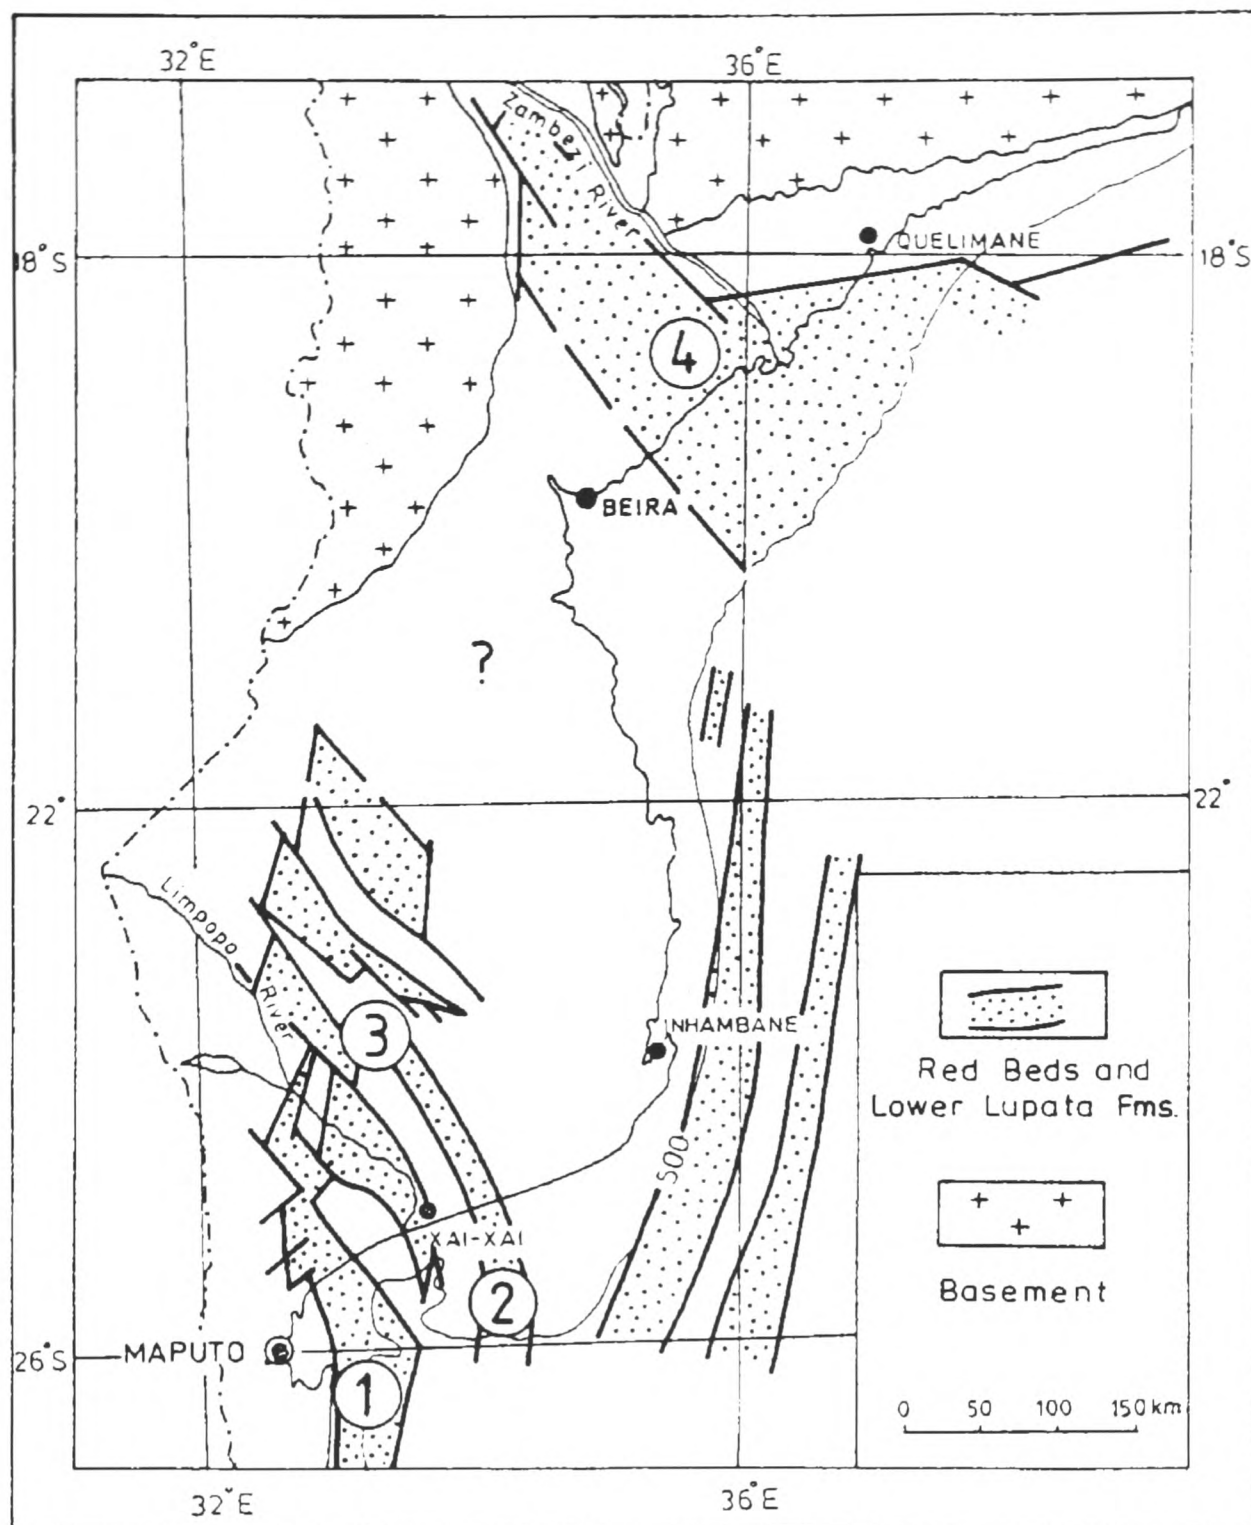 32°E 36°E
Zambezi River
QUELIMANE
18°S 18°S
4
BEIRA
?
22° 22°
Limpopo River
3
INHAMBANE
Red Beds and
Lower Lupata Fms.
500
XAI-XAI
Basement
2
MAPUTO
26°S
1
0 50 100 150 km
32°E 36°E